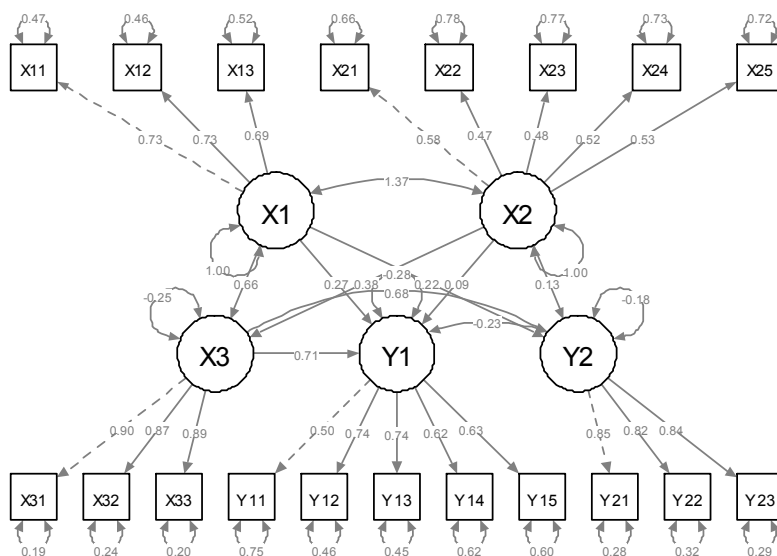 0.47 0.46 0.52 0.66 0.78 0.77 0.73 0.72
X11 X12 X13 X21 X22 X23 X24 X25
0.73 0.73 0.69 0.58 0.47 0.48 0.52 0.53
1.37
X1 X2
1.00 0.66 0.27 0.38 -0.28 0.22 0.09 0.13 1.00
-0.25 0.68 -0.18
-0.23
X3 0.71 Y1 Y2
0.90 0.87 0.89 0.50 0.74 0.74 0.62 0.63 0.85 0.82 0.84
X31 X32 X33 Y11 Y12 Y13 Y14 Y15 Y21 Y22 Y23
0.19 0.24 0.20 0.75 0.46 0.45 0.62 0.60 0.28 0.32 0.29